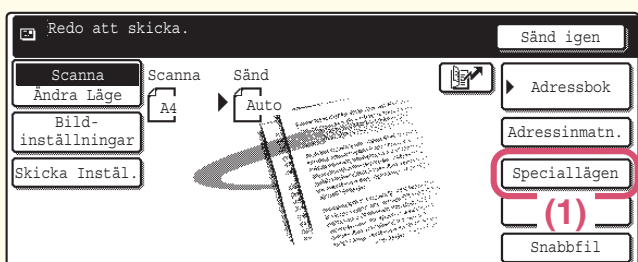 Redo att skicka.
Sänd igen
Scanna
Ändra Läge
Scanna
Sänd
A4
Auto
Adressbok
Bild-
inställningar
Adressinmatn.
Skicka Instäl.
Speciallägen
(1)
Snabbfil